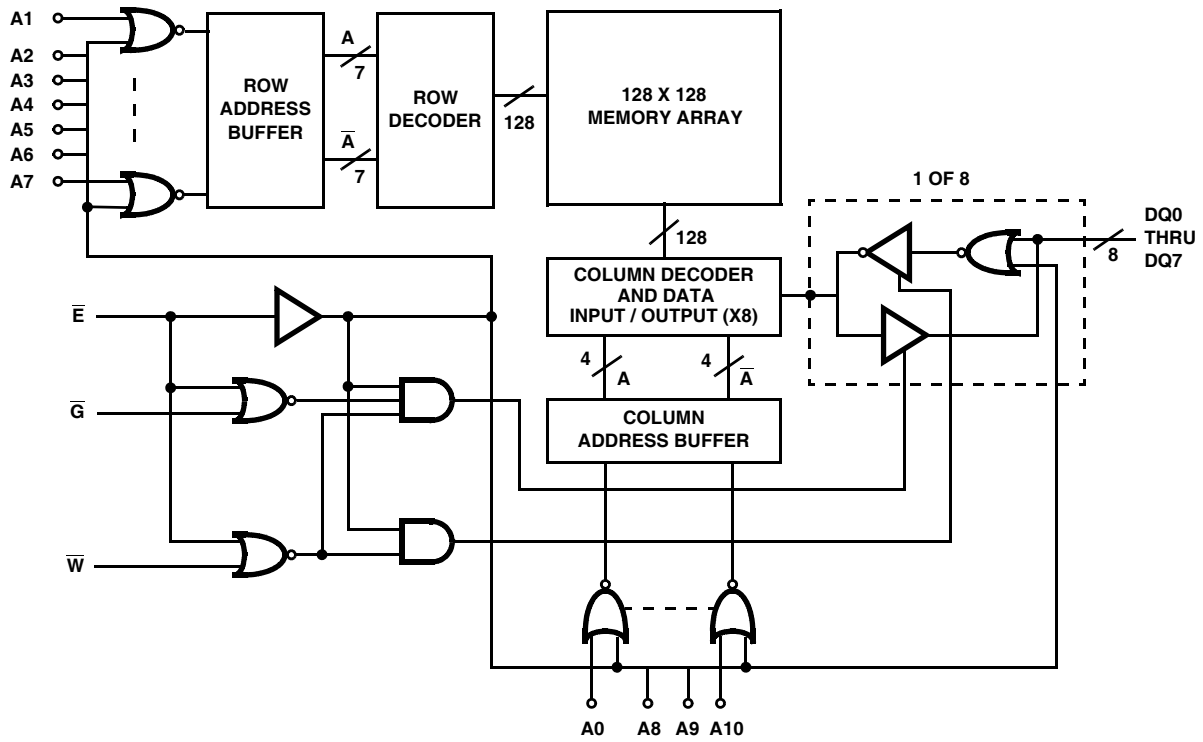 A1
A2
A3
A4
A5
A6
A7
ROW
ADDRESS
BUFFER
A
7
A̅
7
ROW
DECODER
128
128 X 128
MEMORY ARRAY
128
1 OF 8
DQ0
THRU
DQ7
8
COLUMN DECODER
AND DATA
INPUT / OUTPUT (X8)
4
A
4
A̅
COLUMN
ADDRESS BUFFER
E̅
G̅
W̅
A0
A8
A9
A10